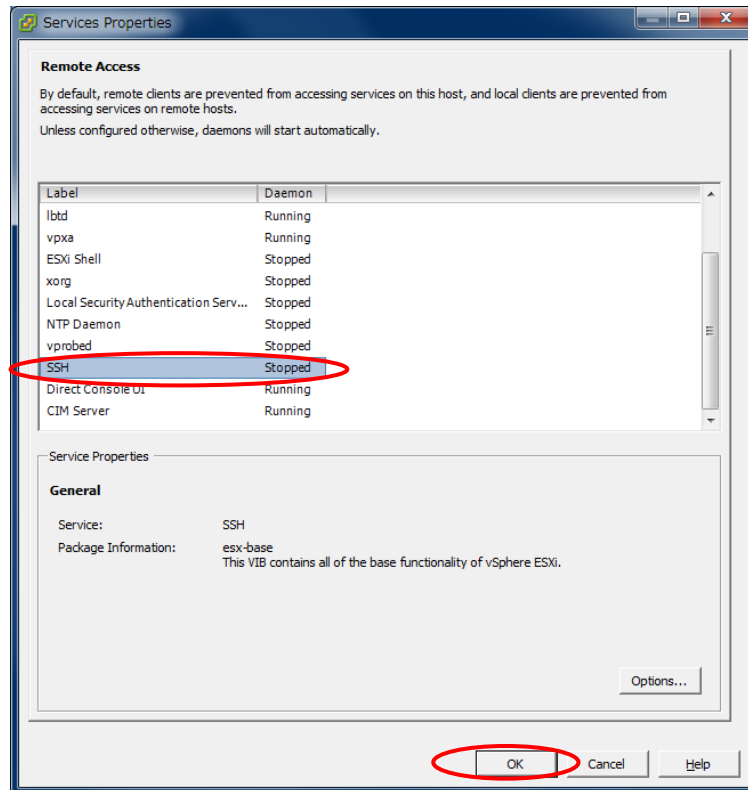 Services Properties
Remote Access
By default, remote clients are prevented from accessing services on this host, and local clients are prevented from
accessing services on remote hosts.
Unless configured otherwise, daemons will start automatically.
Label Daemon
lbtd Running
vpxa Running
ESXi Shell Stopped
xorg Stopped
Local Security Authentication Serv... Stopped
NTP Daemon Stopped
vprobed Stopped
SSH Stopped
Direct Console UI Running
CIM Server Running
Service Properties
General
Service: SSH
Package Information: esx-base
This VIB contains all of the base functionality of vSphere ESXi.
Options...
OK Cancel Help